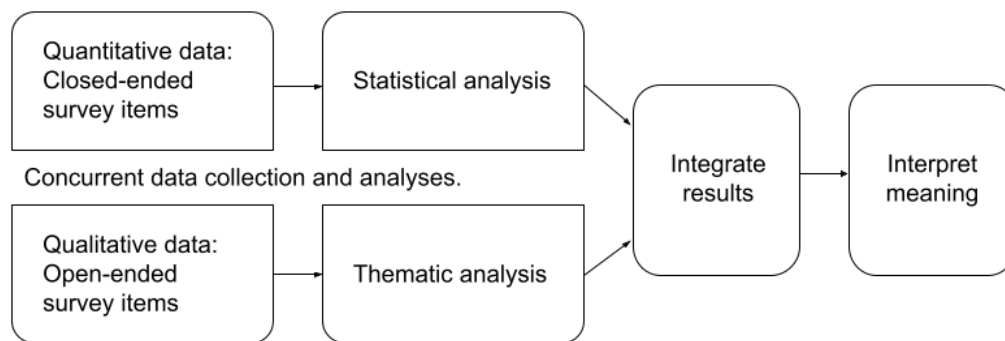 Quantitative data:
Closed-ended
survey items
Statistical analysis
Concurrent data collection and analyses.
Qualitative data:
Open-ended
survey items
Thematic analysis
Integrate
results
Interpret
meaning